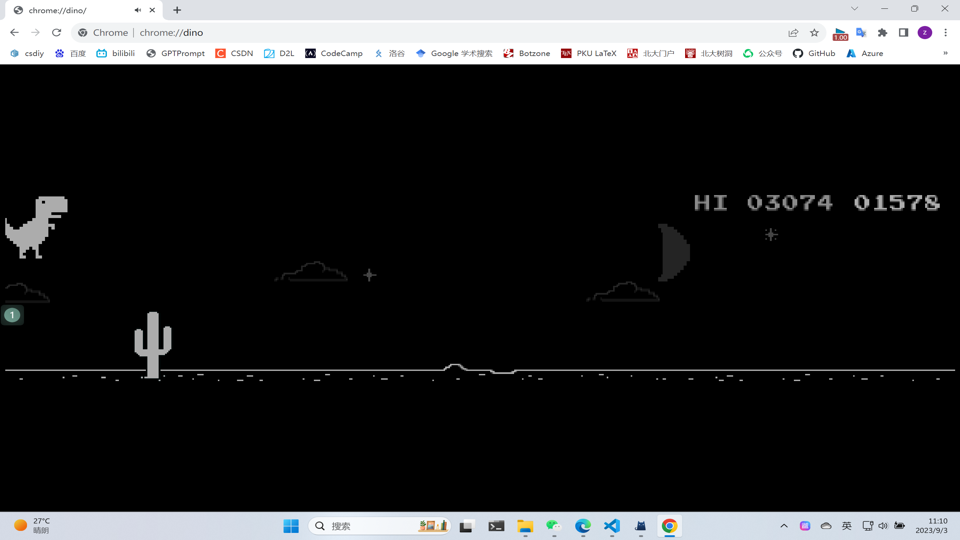 chrome://dino/
Chrome | chrome://dino
1.00
z
csdiy 百度 bilibili GPTPrompt CSDN D2L CodeCamp 洛谷 Google 学术搜索 Botzone PKU LaTeX 北大门户 北大树洞 公众号 GitHub Azure »
HI 03074 01578
1
27°C
晴朗
搜索
英
11:10
2023/9/3